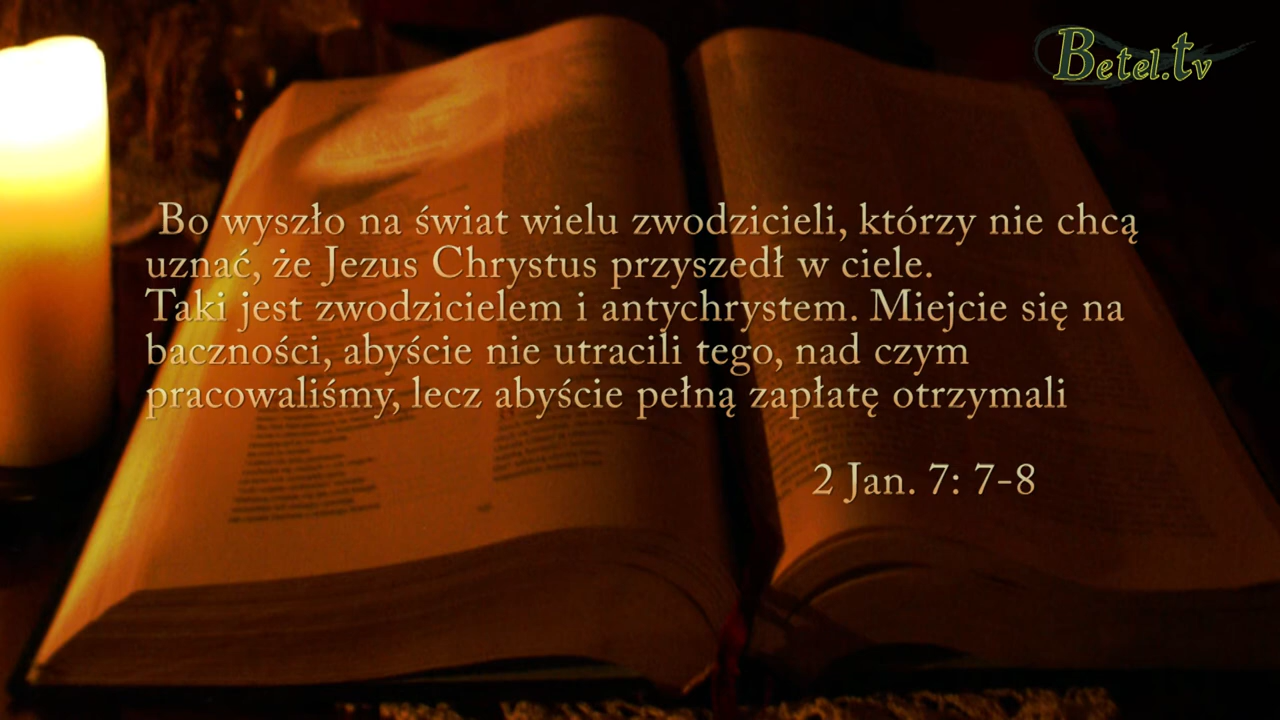 Betel.tv
Bo wyszło na świat wielu zwodzicieli, którzy nie chcą
uznać, że Jezus Chrystus przyszedł w ciele.
Taki jest zwodzicielem i antychrystem. Miejcie się na
baczności, abyście nie utracili tego, nad czym
pracowaliśmy, lecz abyście pełną zapłatę otrzymali
2 Jan. 7: 7-8